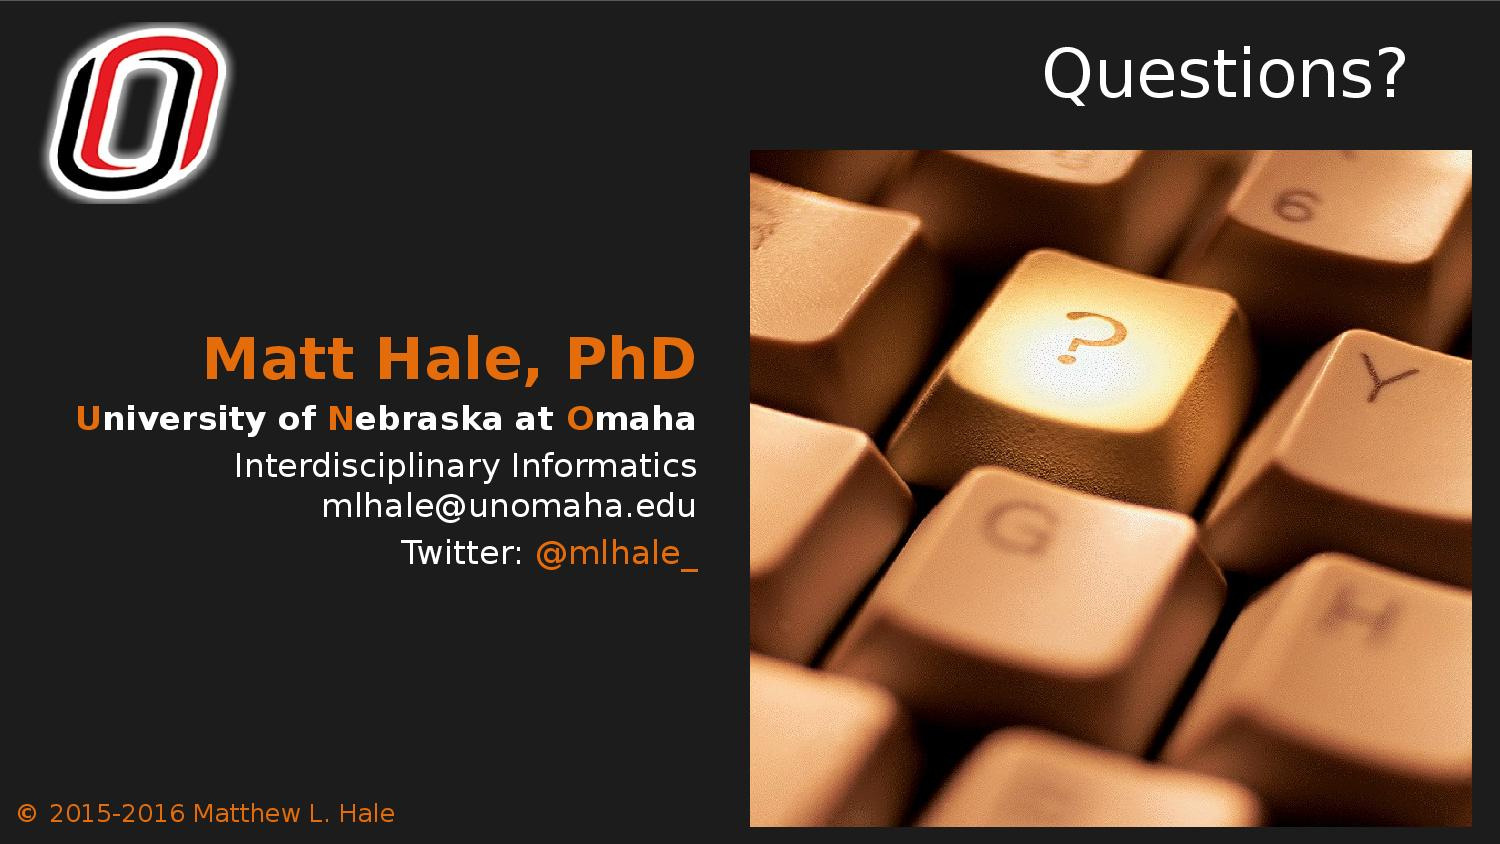 Questions?
Matt Hale, PhD
University of Nebraska at Omaha
Interdisciplinary Informatics
mlhale@unomaha.edu
Twitter: @mlhale_
© 2015-2016 Matthew L. Hale
O
6
?
Y
G
H